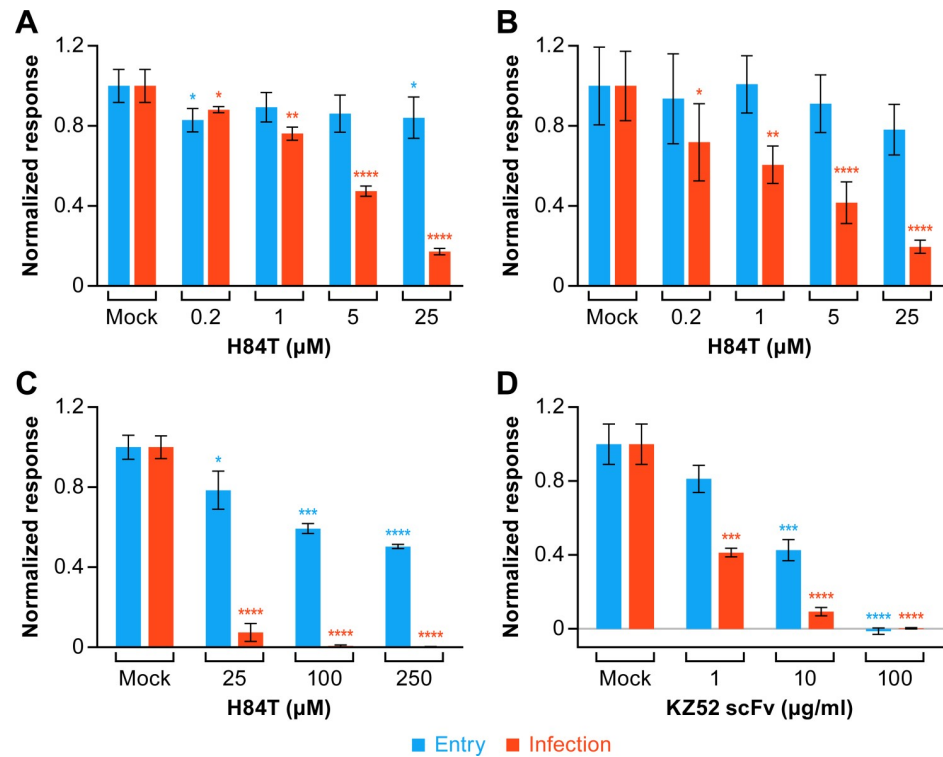 A
Normalized response
1.2
0.8
0.4
0
* * ** **** * ****
Mock 0.2 1 5 25
H84T (µM)
B
Normalized response
1.2
0.8
0.4
0
* ** **** ****
Mock 0.2 1 5 25
H84T (µM)
C
Normalized response
1.2
0.8
0.4
0
* **** *** **** **** ****
Mock 25 100 250
H84T (µM)
D
Normalized response
1.2
0.8
0.4
0
*** *** **** **** ****
Mock 1 10 100
KZ52 scFv (µg/ml)
Entry Infection